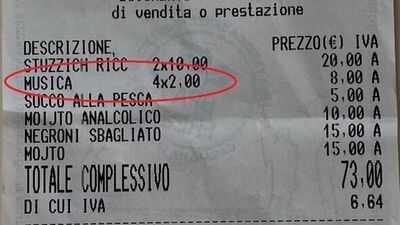 di vendita o prestazione
DESCRIZIONE PREZZO(€) IVA
STUZZICH RICC 2x10,00 20,00 A
MUSICA 4x2,00 8,00 A
SUCCO ALLA PESCA 5,00 A
MOIJTO ANALCOLICO 10,00 A
NEGRONI SBAGLIATO 15,00 A
MOJTO 15,00 A
TOTALE COMPLESSIVO 73,00
DI CUI IVA 6,64